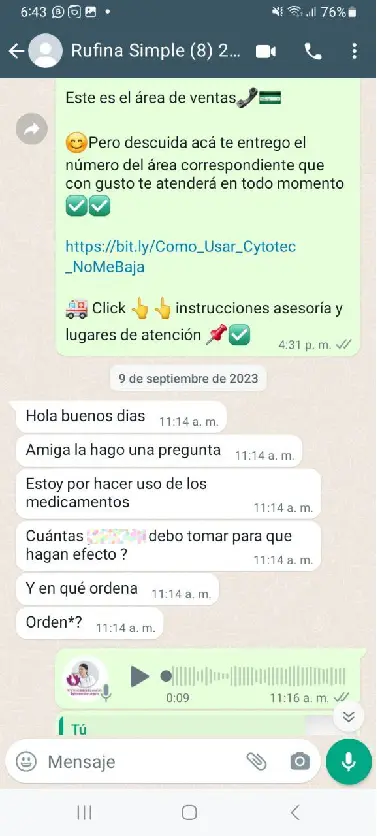 6:43
76%
Rufina Simple (8) 2...
Este es el área de ventas
Pero descuida acá te entrego el
número del área correspondiente que
con gusto te atenderá en todo momento
https://bit.ly/Como_Usar_Cytotec
_NoMeBaja
Click instrucciones asesoría y
lugares de atención
4:31 p. m.
9 de septiembre de 2023
Hola buenos dias 11:14 a. m.
Amiga la hago una pregunta 11:14 a. m.
Estoy por hacer uso de los
medicamentos 11:14 a. m.
Cuántas debo tomar para que
hagan efecto ? 11:14 a. m.
Y en qué ordena 11:14 a. m.
Orden*? 11:14 a. m.
0:09 11:16 a. m.
Tú
Mensaje